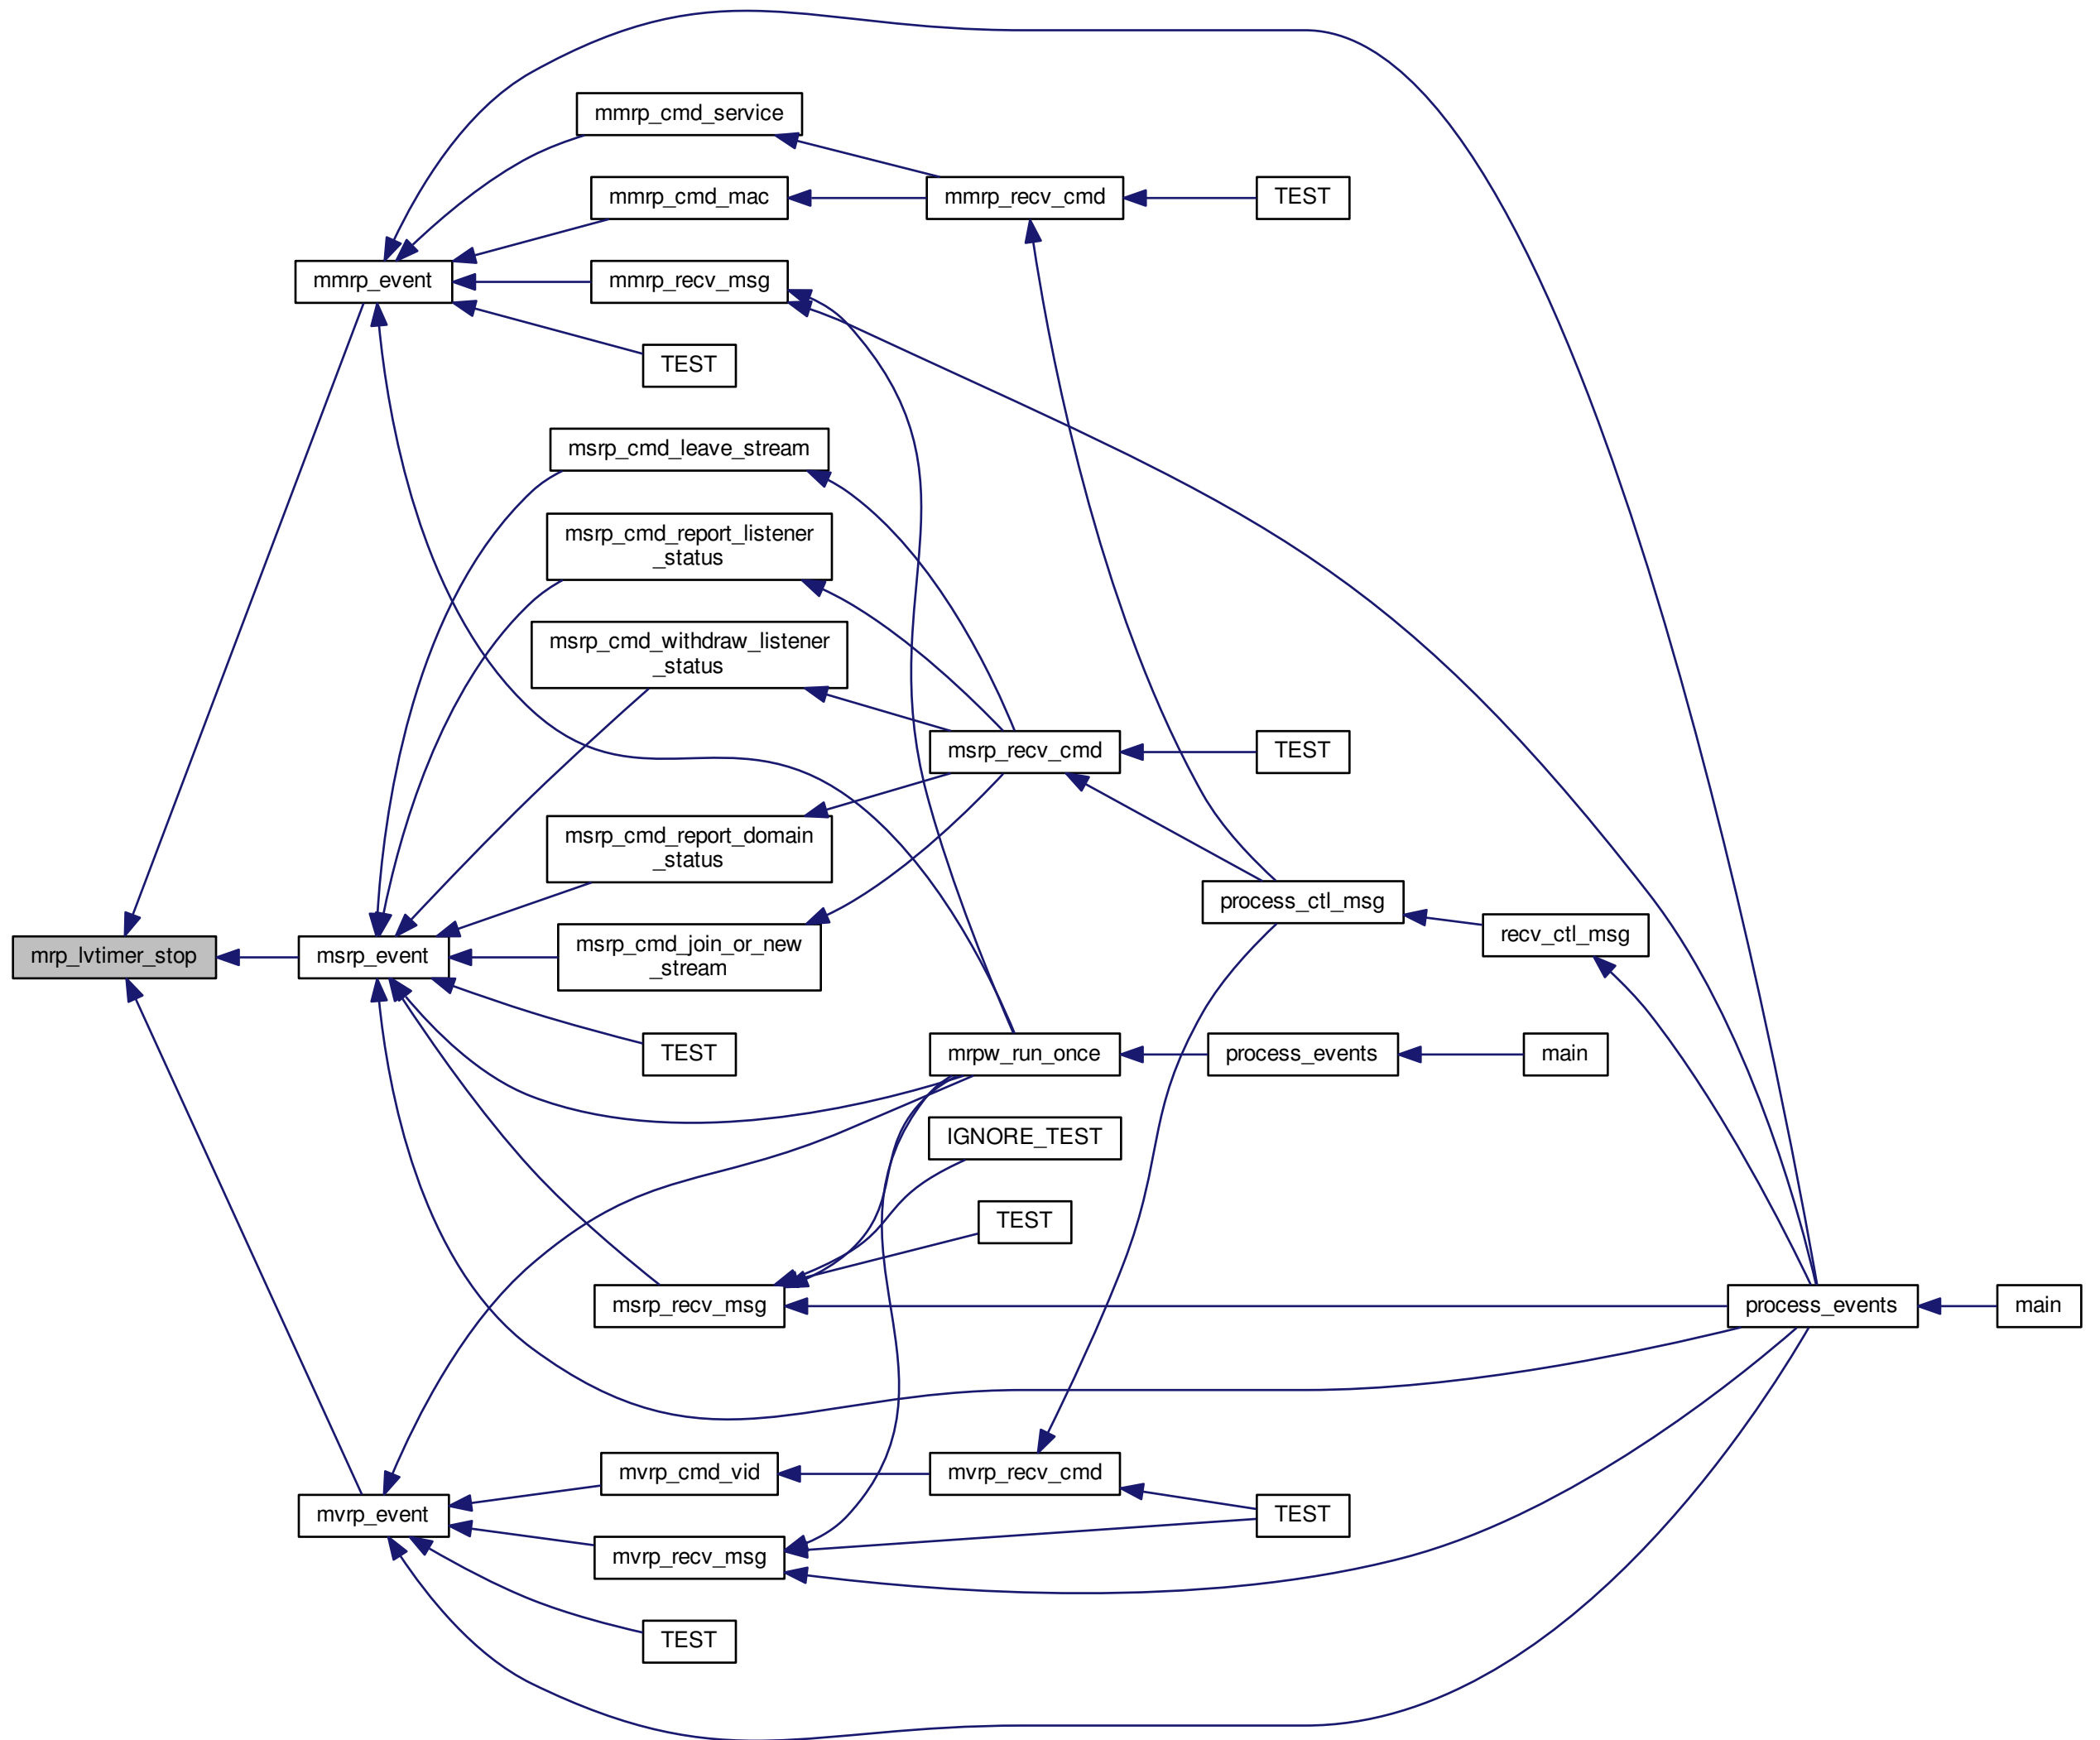 mmrp_cmd_service
mmrp_cmd_mac
mmrp_recv_cmd
TEST
mmrp_event
mmrp_recv_msg
TEST
msrp_cmd_leave_stream
msrp_cmd_report_listener
_status
msrp_cmd_withdraw_listener
_status
msrp_recv_cmd
TEST
msrp_cmd_report_domain
_status
process_ctl_msg
recv_ctl_msg
mrp_lvtimer_stop
msrp_event
msrp_cmd_join_or_new
_stream
TEST
mrpw_run_once
process_events
main
IGNORE_TEST
TEST
msrp_recv_msg
process_events
main
mvrp_cmd_vid
mvrp_recv_cmd
mvrp_event
TEST
mvrp_recv_msg
TEST